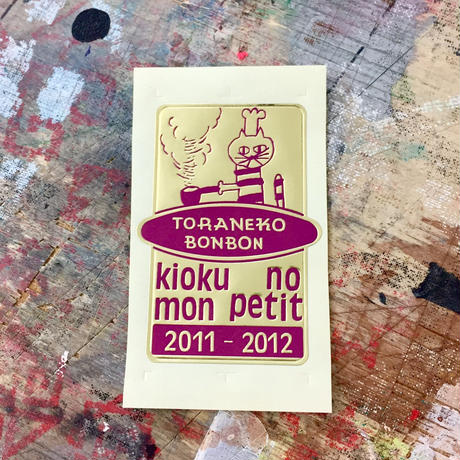 TORANEKO
BONBON
kioku no
mon petit
2011 - 2012